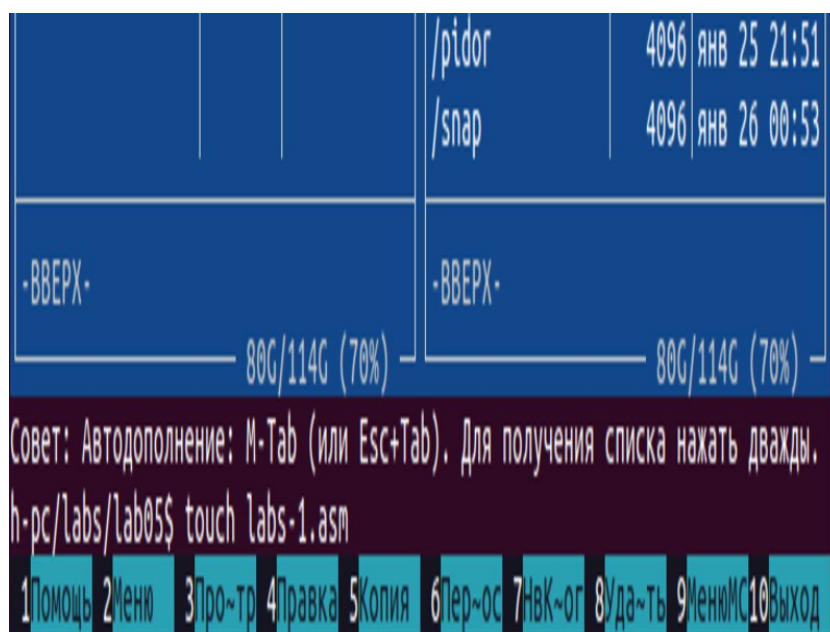 /pidor 4096 янв 25 21:51
/snap 4096 янв 26 00:53
-ВВЕРХ- -ВВЕРХ-
80G/114G (70%) 80G/114G (70%)
Совет: Автодополнение: M-Tab (или Esc+Tab). Для получения списка нажать дважды.
h-pc/labs/lab05$ touch labs-1.asm
1Помощь 2Меню 3Про~тр 4Правка 5Копия 6Пер~ос 7НвК~ог 8Уда~ть 9МенюMC 10Выход